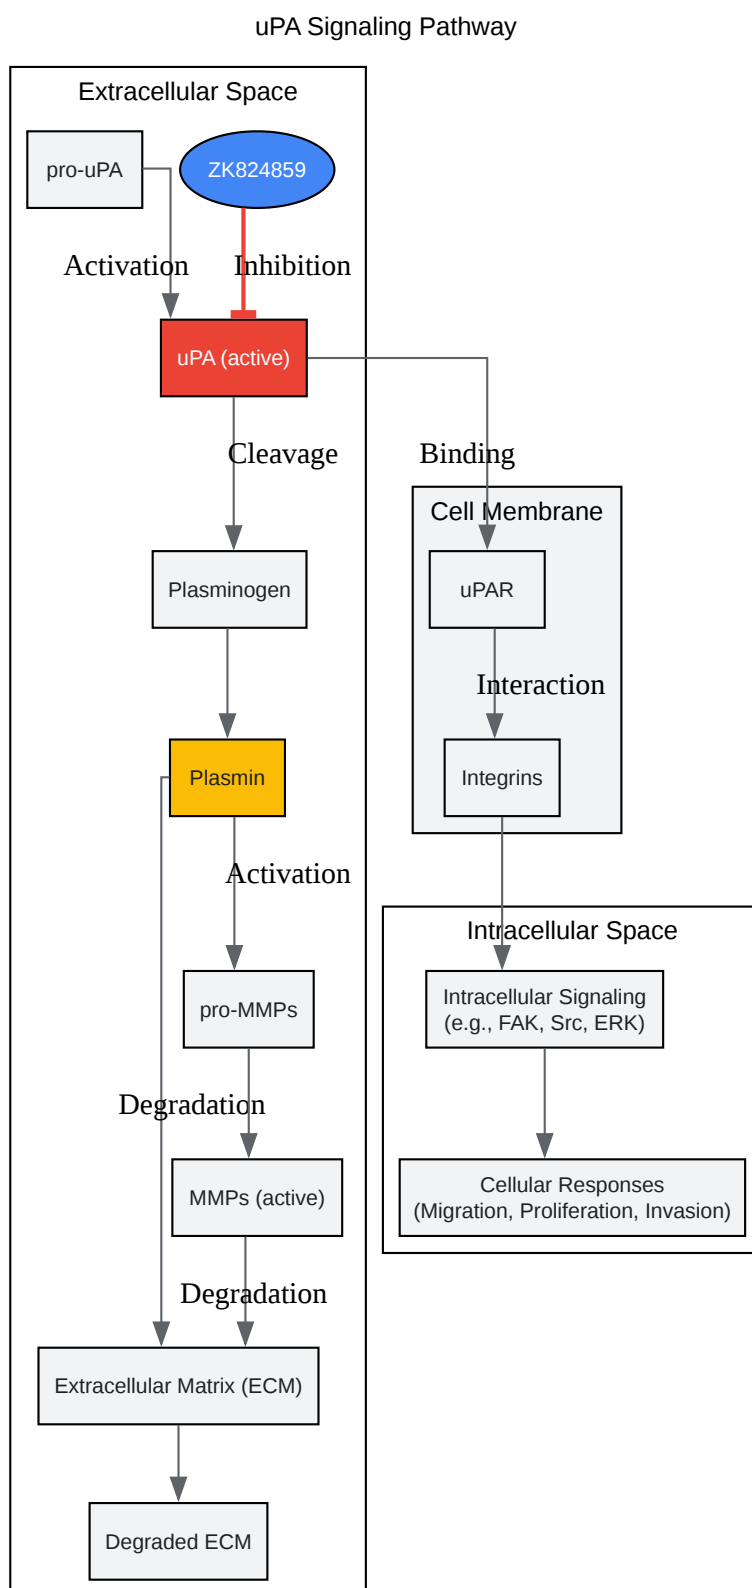 uPA Signaling Pathway
Extracellular Space
pro-uPA
ZK824859
Activation
Inhibition
uPA (active)
Cleavage
Binding
Cell Membrane
Plasminogen
uPAR
Interaction
Plasmin
Integrins
Activation
Intracellular Space
pro-MMPs
Intracellular Signaling
(e.g., FAK, Src, ERK)
Degradation
MMPs (active)
Cellular Responses
(Migration, Proliferation, Invasion)
Degradation
Extracellular Matrix (ECM)
Degraded ECM